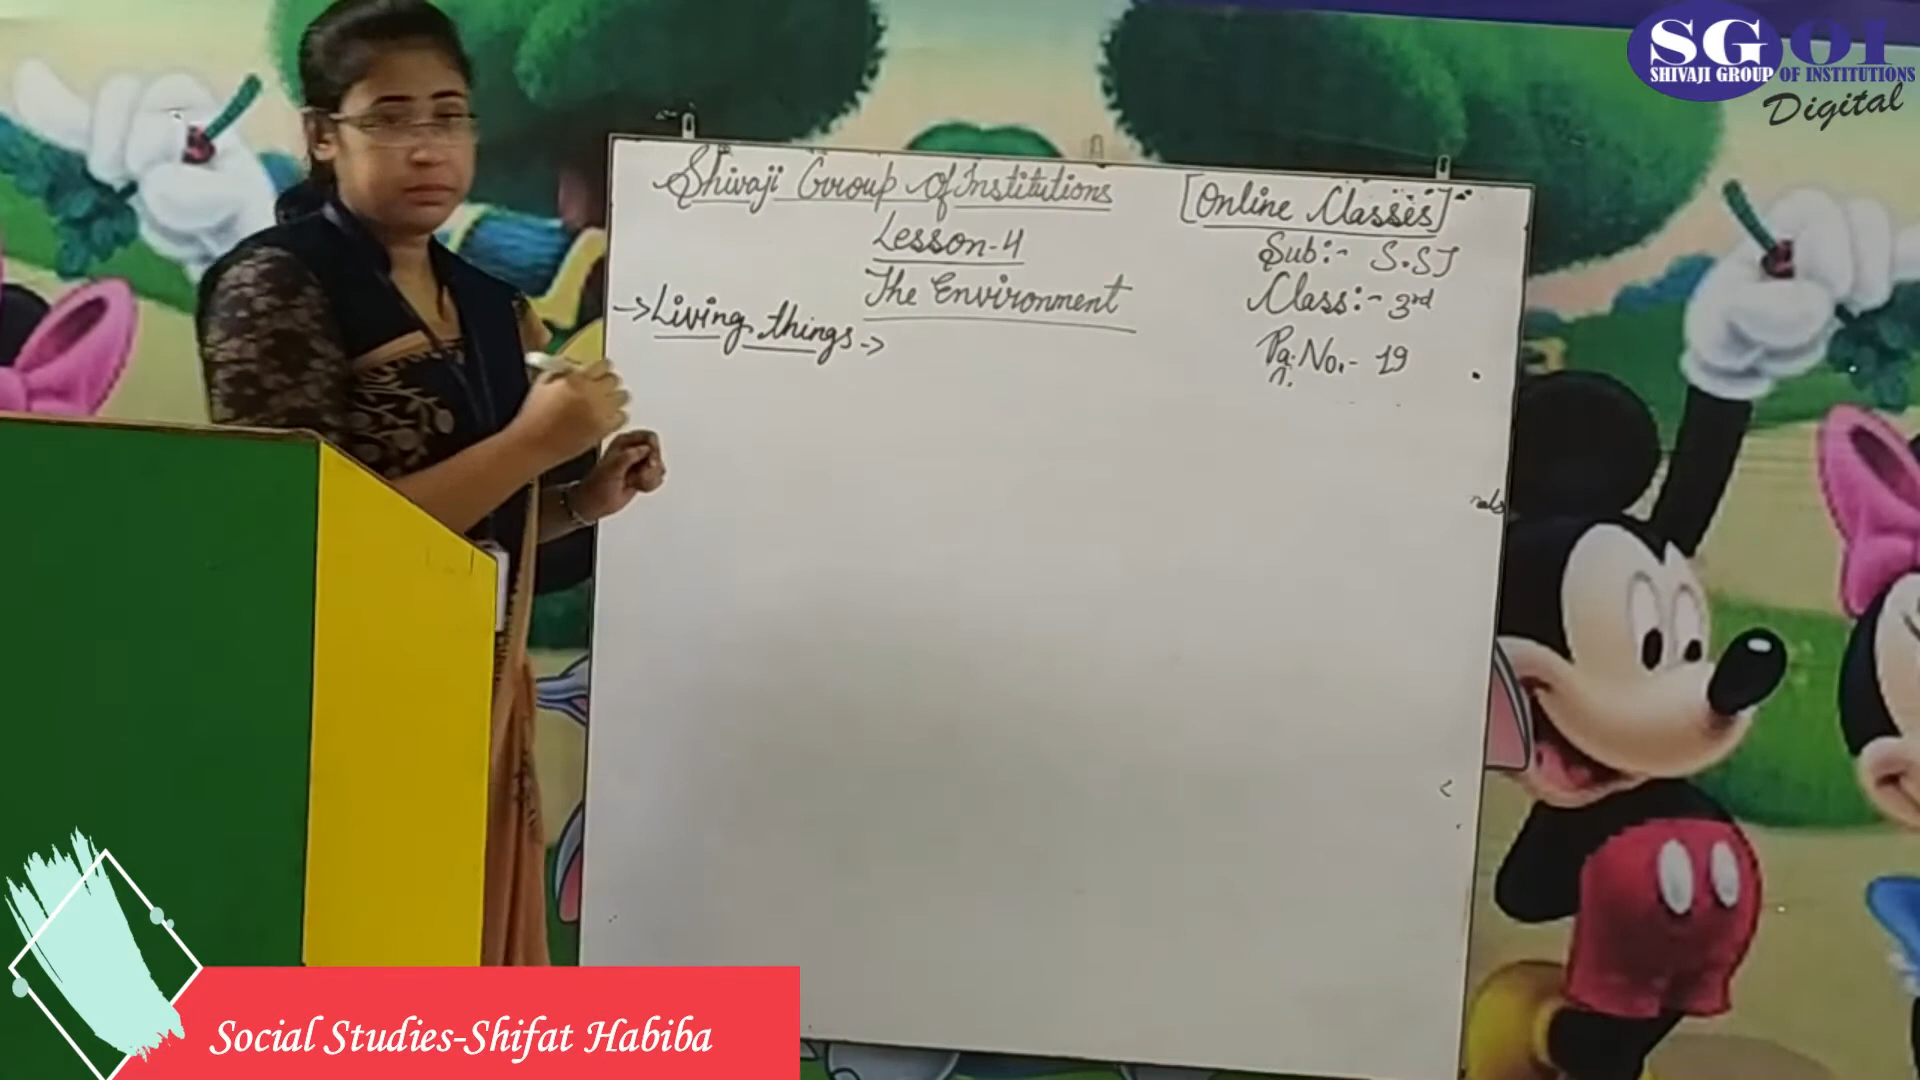 SGOI
SHIVAJI GROUP OF INSTITUTIONS
Digital
Shivaji Group of Institutions
[Online Classes]
Lesson-4
Sub:- S.ST
The Environment
Class:- 3rd
→Living things→
Pg.No.- 19
Social Studies-Shifat Habiba